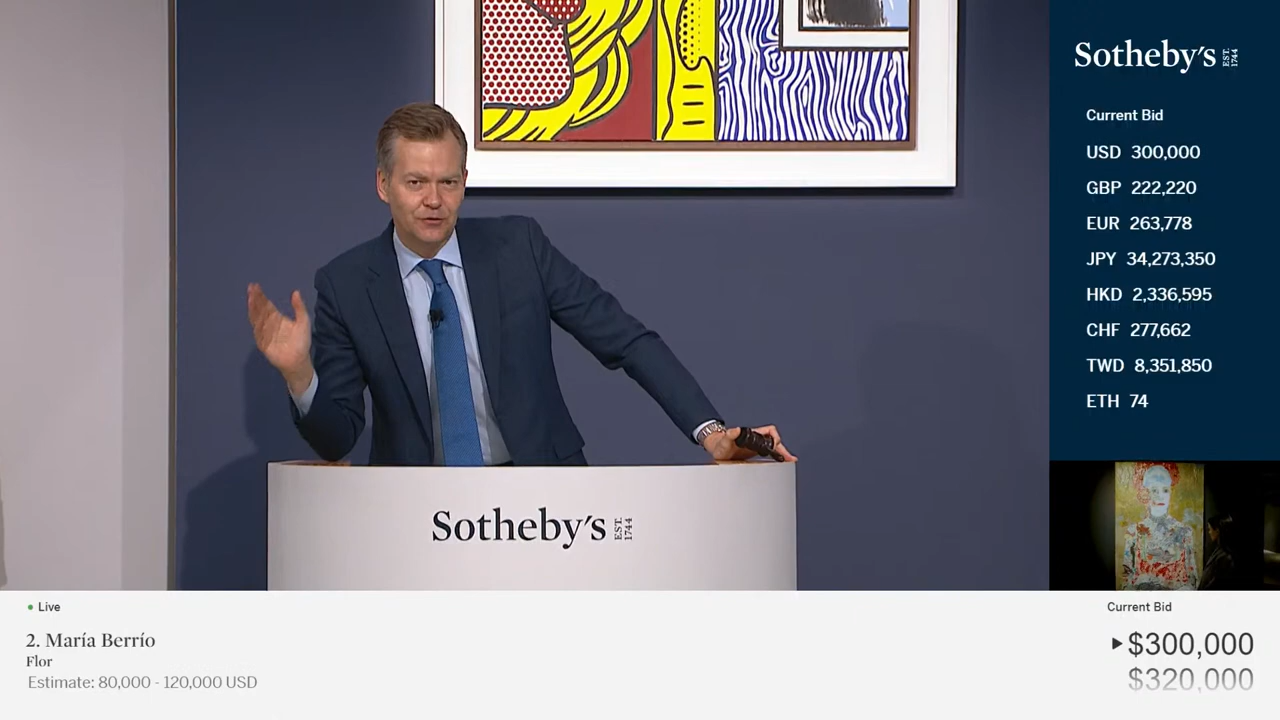 Sotheby's EST. 1744
Current Bid
USD 300,000
GBP 222,220
EUR 263,778
JPY 34,273,350
HKD 2,336,595
CHF 277,662
TWD 8,351,850
ETH 74
Sotheby's EST. 1744
Live
Current Bid
2. María Berrío
$300,000
Flor
Estimate: 80,000 - 120,000 USD
$320,000